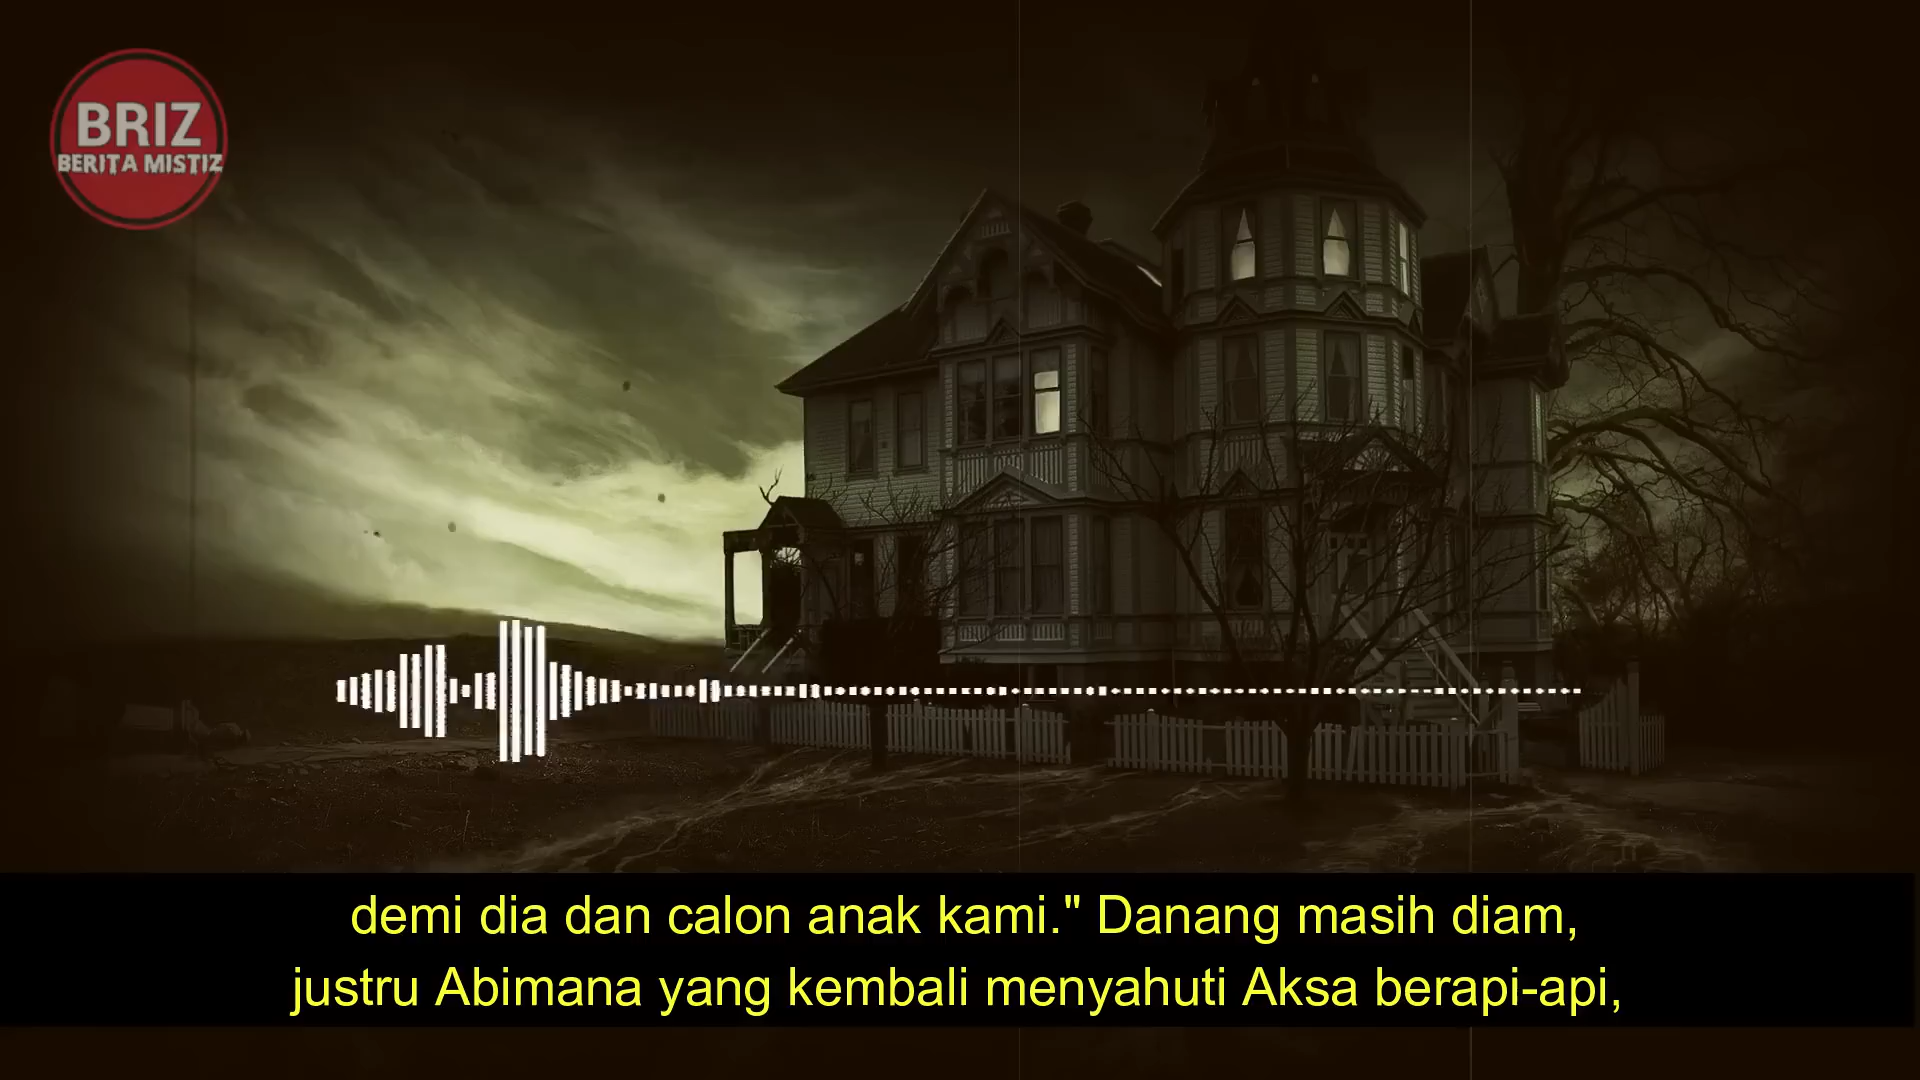 BRIZ
BERITA MISTIZ
demi dia dan calon anak kami." Danang masih diam,
justru Abimana yang kembali menyahuti Aksa berapi-api,